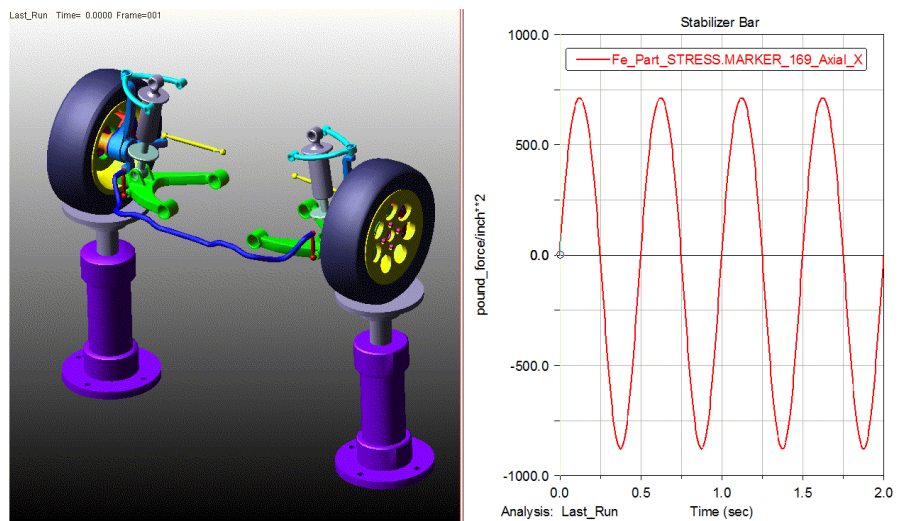 Last_Run Time= 0.0000 Frame=001
Stabilizer Bar
1000.0
Fe_Part_STRESS.MARKER_169_Axial_X
500.0
0.0
-500.0
-1000.0
pound_force/inch**2
0.0 0.5 1.0 1.5 2.0
Analysis: Last_Run Time (sec)